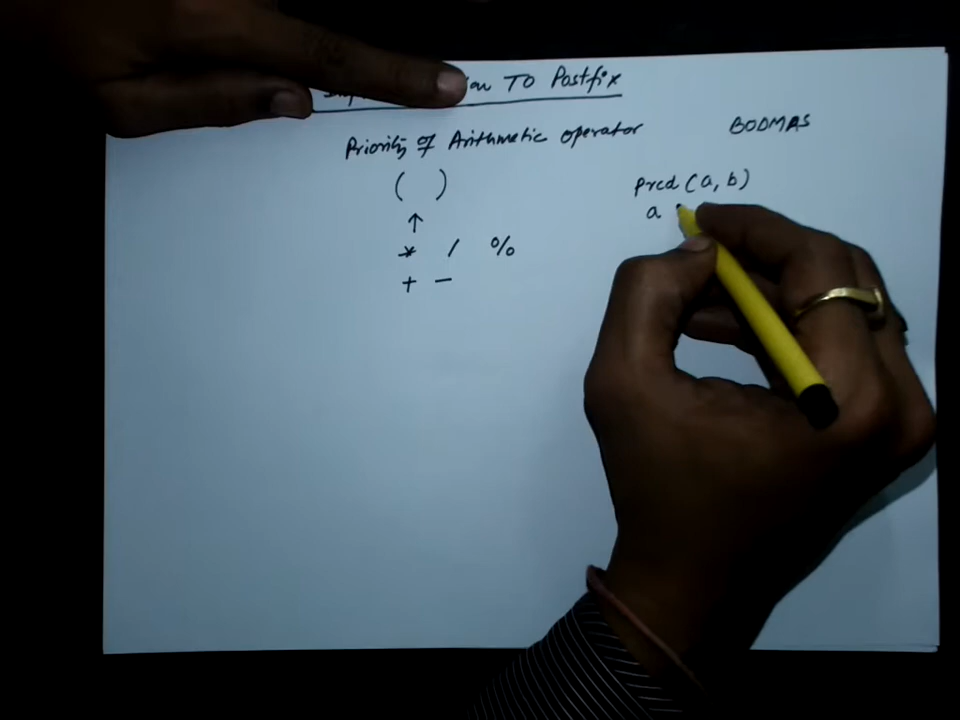 TO Postfix
Priority of Arithmetic operator
BODMAS
( )
pred (a, b)
↑
a
* / %
+ -